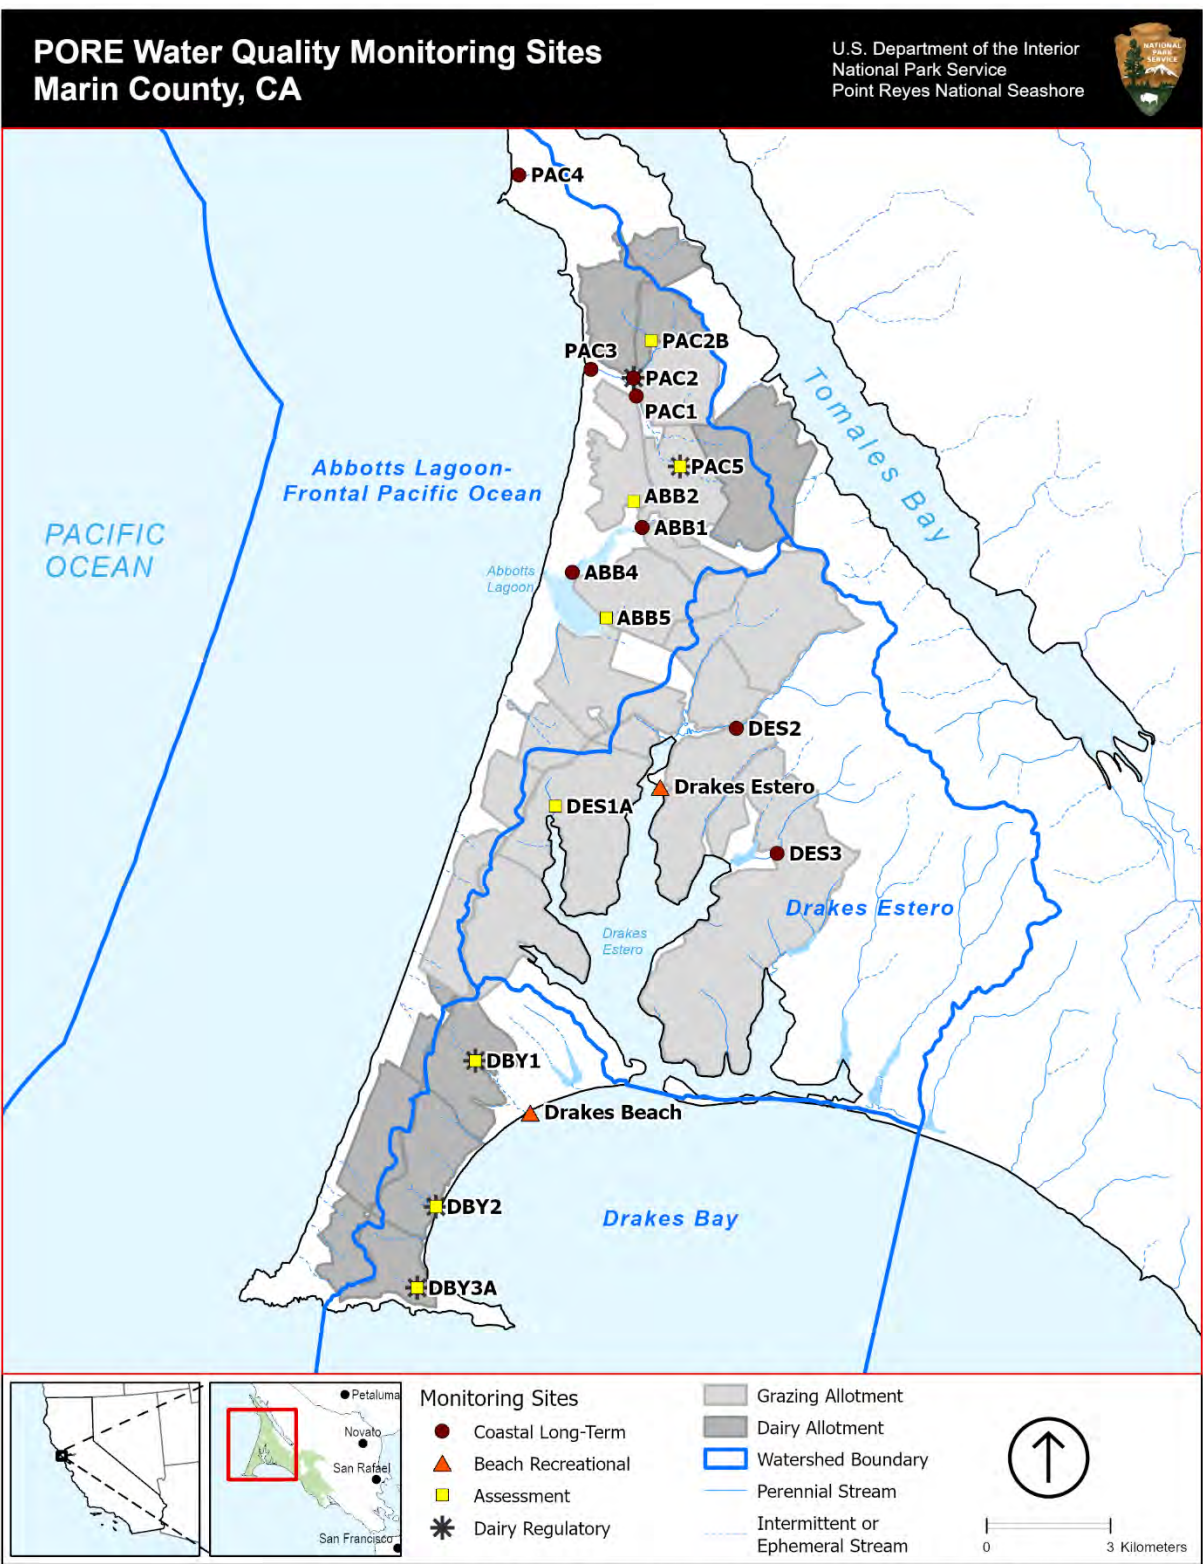 PORE Water Quality Monitoring Sites
Marin County, CA
U.S. Department of the Interior
National Park Service
Point Reyes National Seashore
NATIONAL
PARK
SERVICE
PAC4
PAC2B
PAC3
PAC2
PAC1
Tomales Bay
PAC5
Abbotts Lagoon-
Frontal Pacific Ocean
ABB2
ABB1
PACIFIC
OCEAN
Abbotts
Lagoon
ABB4
ABB5
DES2
Drakes Estero
DES1A
DES3
Drakes Estero
Drakes
Estero
DBY1
Drakes Beach
DBY2
Drakes Bay
DBY3A
Petaluma
Novato
San Rafael
San Francisco
Monitoring Sites
Coastal Long-Term
Beach Recreational
Assessment
Dairy Regulatory
Grazing Allotment
Dairy Allotment
Watershed Boundary
Perennial Stream
Intermittent or
Ephemeral Stream
0 3 Kilometers